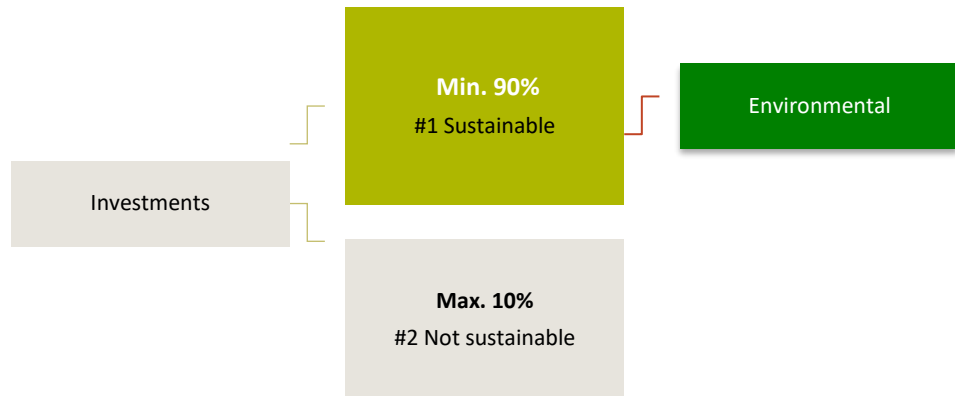 Min. 90%
#1 Sustainable
Environmental
Investments
Max. 10%
#2 Not sustainable